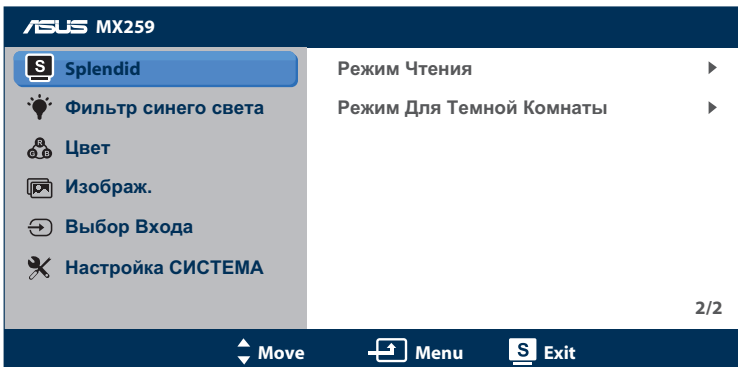 ASUS MX259
S Splendid
Фильтр синего света
R G B Цвет
Изображ.
Выбор Входа
Настройка СИСТЕМА
Режим Чтения
Режим Для Темной Комнаты
2/2
Move Menu S Exit